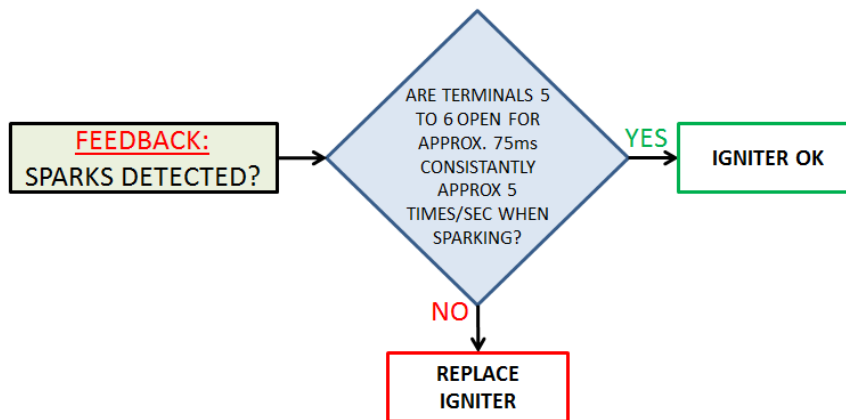 FEEDBACK:
SPARKS DETECTED?
ARE TERMINALS 5
TO 6 OPEN FOR
APPROX. 75ms
CONSISTANTLY
APPROX 5
TIMES/SEC WHEN
SPARKING?
YES
IGNITER OK
NO
REPLACE
IGNITER